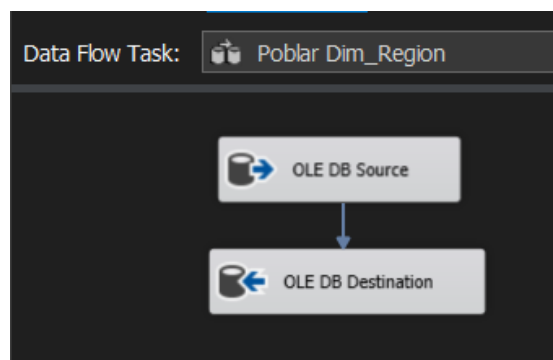 Data Flow Task: Poblar Dim_Region
OLE DB Source
OLE DB Destination